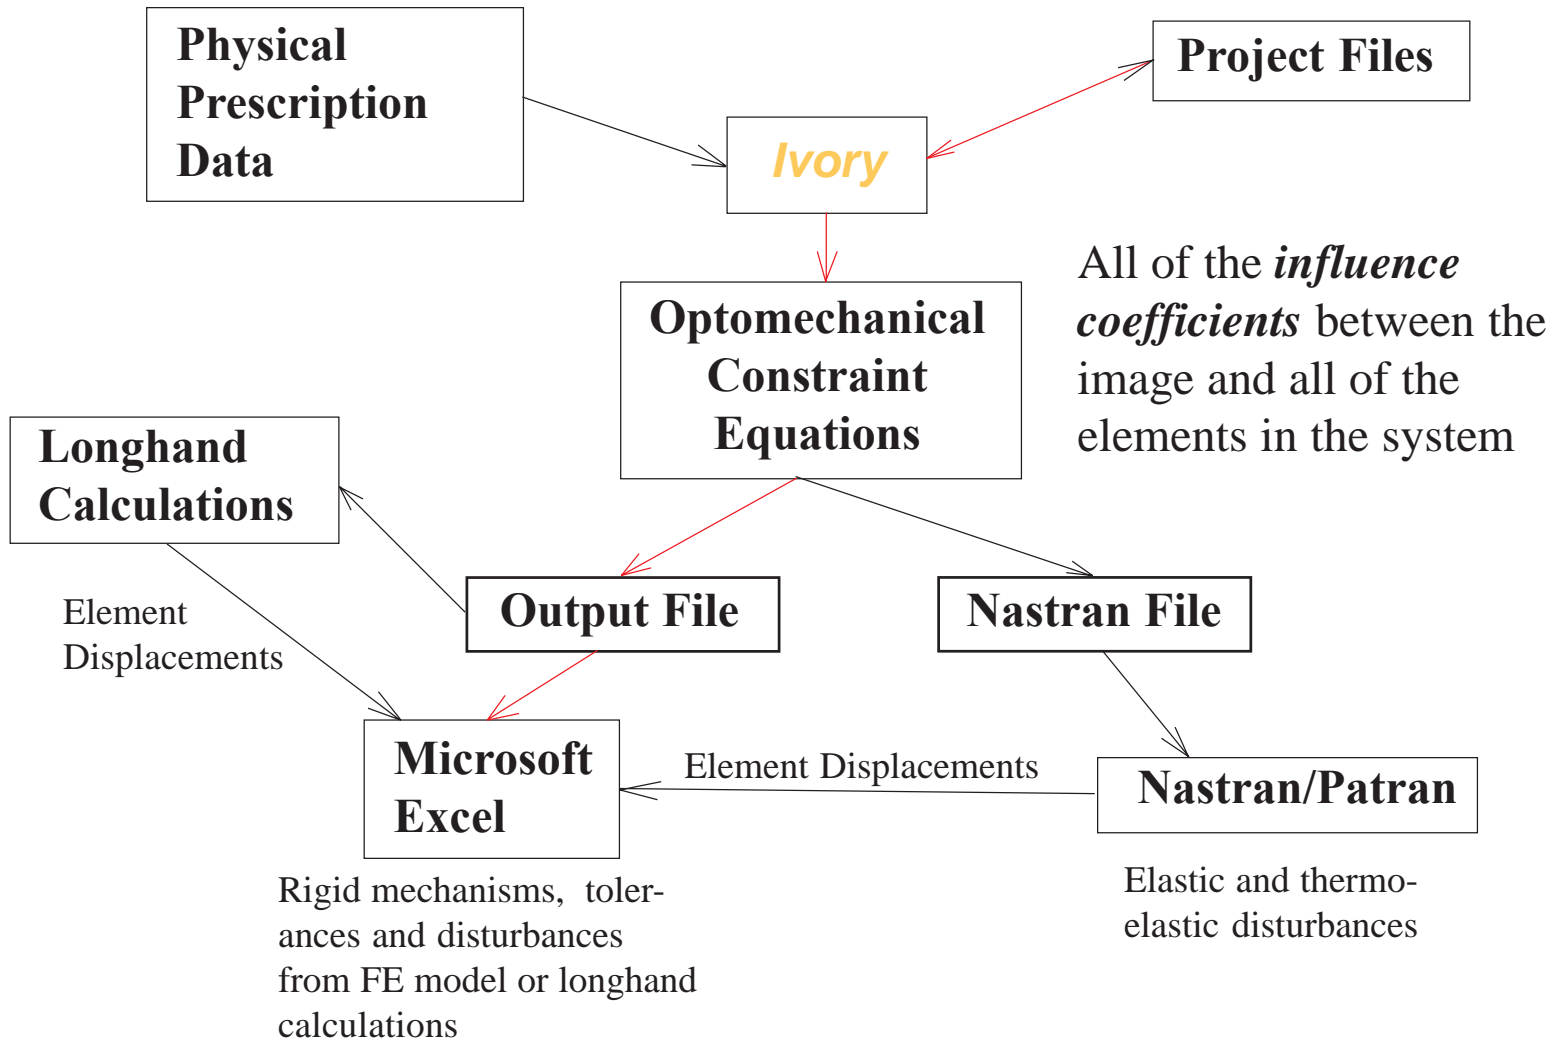 Physical
Prescription
Data
Project Files
Ivory
All of the influence
coefficients between the
image and all of the
elements in the system
Optomechanical
Constraint
Equations
Longhand
Calculations
Element
Displacements
Output File
Nastran File
Microsoft
Excel
Element Displacements
Nastran/Patran
Rigid mechanisms, toler-
ances and disturbances
from FE model or longhand
calculations
Elastic and thermo-
elastic disturbances